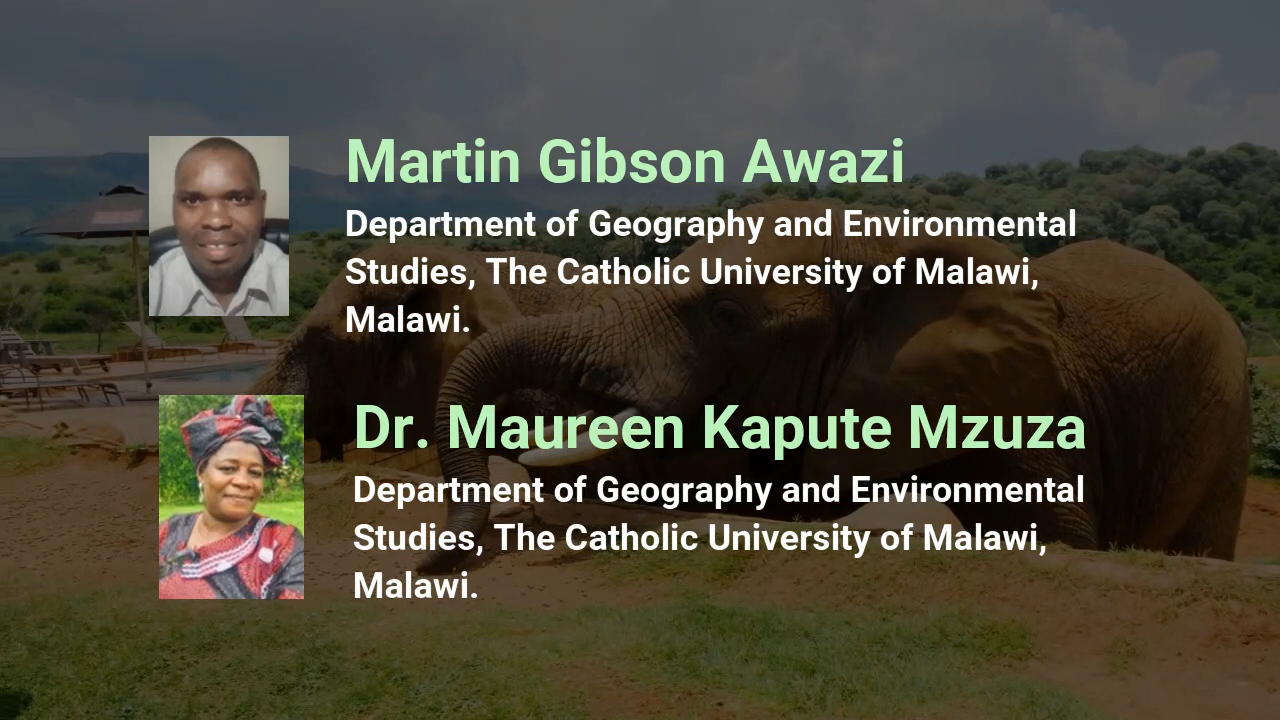 Martin Gibson Awazi
Department of Geography and Environmental
Studies, The Catholic University of Malawi,
Malawi.
Dr. Maureen Kapute Mzuza
Department of Geography and Environmental
Studies, The Catholic University of Malawi,
Malawi.